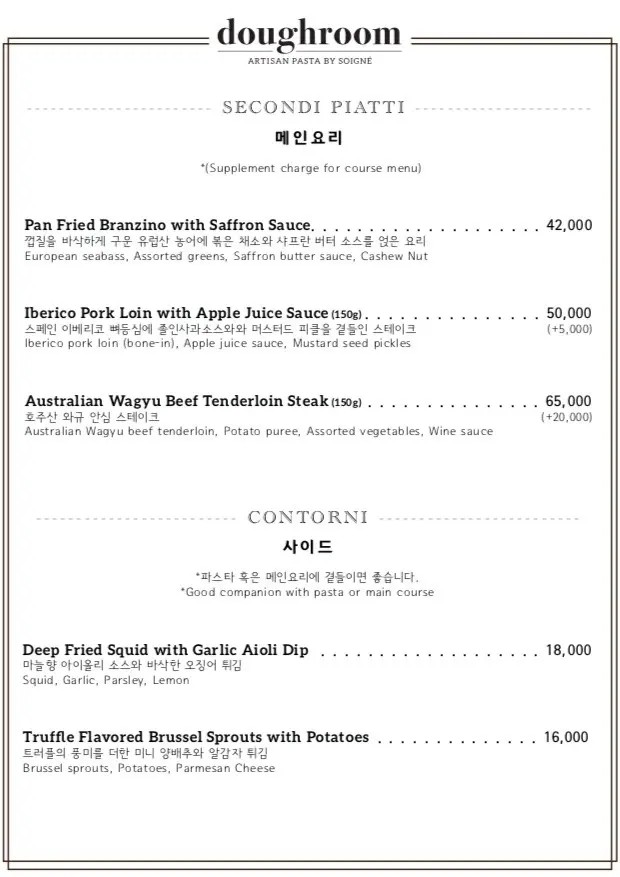 doughroom
ARTISAN PASTA BY SOIGNÉ
SECONDI PIATTI
메인요리
*(Supplement charge for course menu)
Pan Fried Branzino with Saffron Sauce. . . . . . . . . . . . . . . . . . . . 42,000
껍질을 바삭하게 구운 유럽산 농어에 볶은 채소와 샤프란 버터 소스를 얹은 요리
European seabass, Assorted greens, Saffron butter sauce, Cashew Nut
Iberico Pork Loin with Apple Juice Sauce (150g) . . . . . . . . . . . . . . . 50,000
스페인 이베리코 뼈등심에 졸인사과소스와와 머스터드 피클을 곁들인 스테이크 (+5,000)
Iberico pork loin (bone-in), Apple juice sauce, Mustard seed pickles
Australian Wagyu Beef Tenderloin Steak (150g) . . . . . . . . . . . . . . . 65,000
호주산 와규 안심 스테이크 (+20,000)
Australian Wagyu beef tenderloin, Potato puree, Assorted vegetables, Wine sauce
CONTORNI
사이드
*파스타 혹은 메인요리에 곁들이면 좋습니다.
*Good companion with pasta or main course
Deep Fried Squid with Garlic Aioli Dip . . . . . . . . . . . . . . . . . . . 18,000
마늘향 아이올리 소스와 바삭한 오징어 튀김
Squid, Garlic, Parsley, Lemon
Truffle Flavored Brussel Sprouts with Potatoes . . . . . . . . . . . . . . 16,000
트러플의 풍미를 더한 미니 양배추와 알감자 튀김
Brussel sprouts, Potatoes, Parmesan Cheese